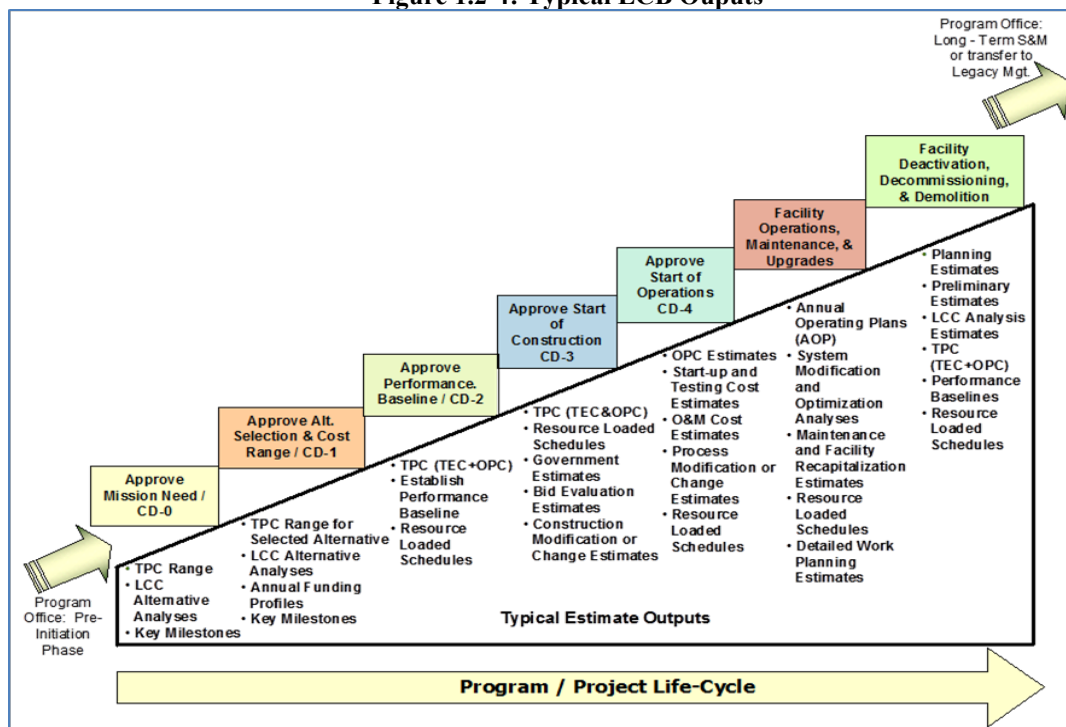 Figure 1.2-4: Typical Ouputs
Program Office:
Long - Term S&M
or transfer to
Legacy Mgt.
Facility
Deactivation,
Decommissioning,
& Demolition
Facility
Operations,
Maintenance, &
Upgrades
Approve
Start of
Operations
CD-4
Approve Start
of
Construction
CD-3
Approve
Performance.
Baseline / CD-2
Approve Alt.
Selection & Cost
Range / CD-1
Approve
Mission Need /
CD-0
Program
Office: Pre-
Initiation
Phase
• TPC Range
• LCC
Alternative
Analyses
• Key Milestones
• TPC Range for
Selected Alternative
• LCC Alternative
Analyses
• Annual Funding
Profiles
• Key Milestones
• TPC (TEC+OPC)
• Establish
Performance
Baseline
• Resource
Loaded
Schedules
• TPC (TEC&OPC)
• Resource Loaded
Schedules
• Government
Estimates
• Bid Evaluation
Estimates
• Construction
Modification or
Change Estimates
• OPC Estimates
• Start-up and
Testing Cost
Estimates
• O&M Cost
Estimates
• Process
Modification or
Change
Estimates
• Resource
Loaded
Schedules
• Annual
Operating Plans
(AOP)
• System
Modification
and
Optimization
Analyses
• Maintenance
and Facility
Recapitalization
Estimates
• Resource
Loaded
Schedules
• Detailed Work
Planning
Estimates
• Planning
Estimates
• Preliminary
Estimates
• LCC Analysis
Estimates
• TPC
(TEC+OPC)
• Performance
Baselines
• Resource
Loaded
Schedules
Typical Estimate Outputs
Program / Project Life-Cycle